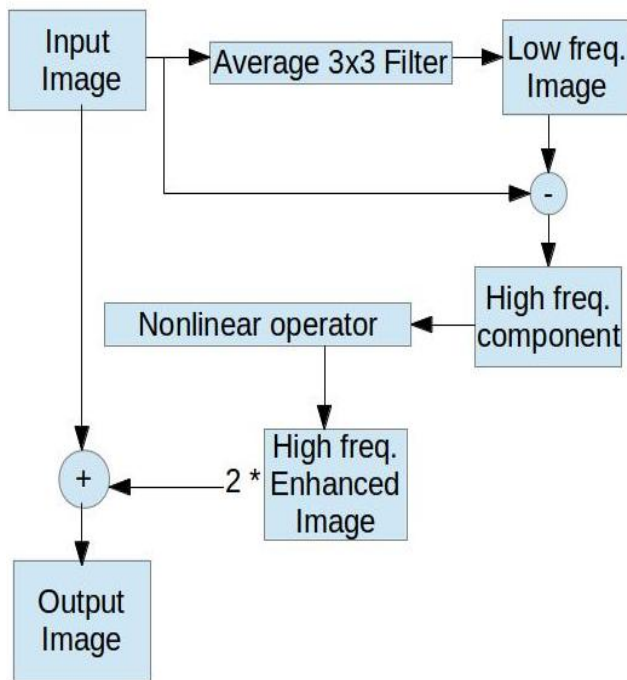 Input
Image
Average 3x3 Filter
Low freq.
Image
-
High freq.
component
Nonlinear operator
High freq.
Enhanced
Image
2 *
+
Output
Image